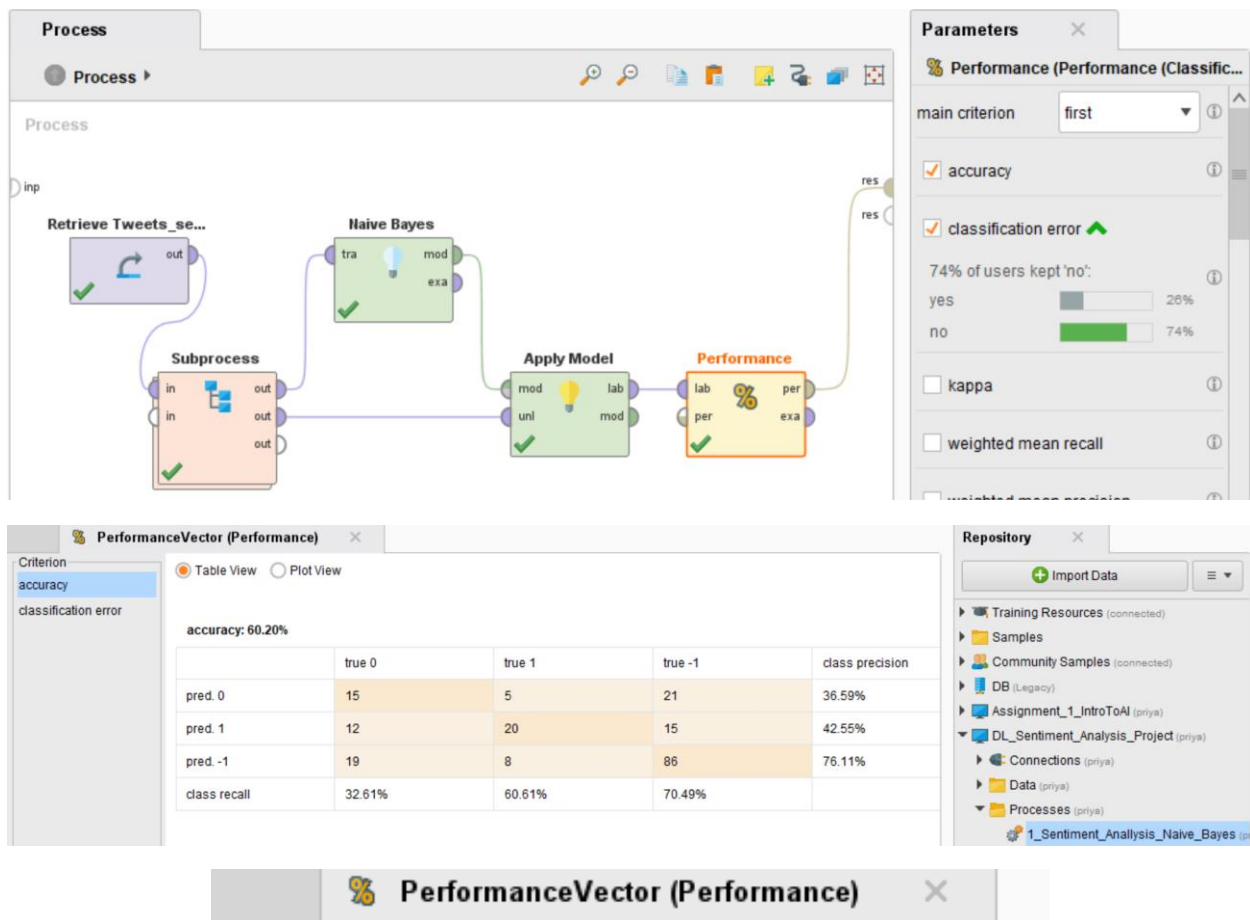 Process
Process
Process
inp
res
res
Retrieve Tweets_se...
out
Naive Bayes
tra
mod
exa
Subprocess
in
out
in
out
out
Apply Model
mod
lab
unl
mod
Performance
lab
per
per
exa
Parameters
% Performance (Performance (Classific...
main criterion
first
accuracy
classification error
74% of users kept 'no':
yes
26%
no
74%
kappa
weighted mean recall
weighted mean precision
% PerformanceVector (Performance)
Criterion
accuracy
classification error
Table View Plot View
accuracy: 60.20%
true 0 true 1 true -1 class precision
pred. 0 15 5 21 36.59%
pred. 1 12 20 15 42.55%
pred. -1 19 8 86 76.11%
class recall 32.61% 60.61% 70.49%
Repository
Import Data
Training Resources (connected)
Samples
Community Samples (connected)
DB (Legacy)
Assignment_1_IntroToAI (priya)
DL_Sentiment_Analysis_Project (priya)
Connections (priya)
Data (priya)
Processes (priya)
1_Sentiment_Anallysis_Naive_Bayes
% PerformanceVector (Performance)